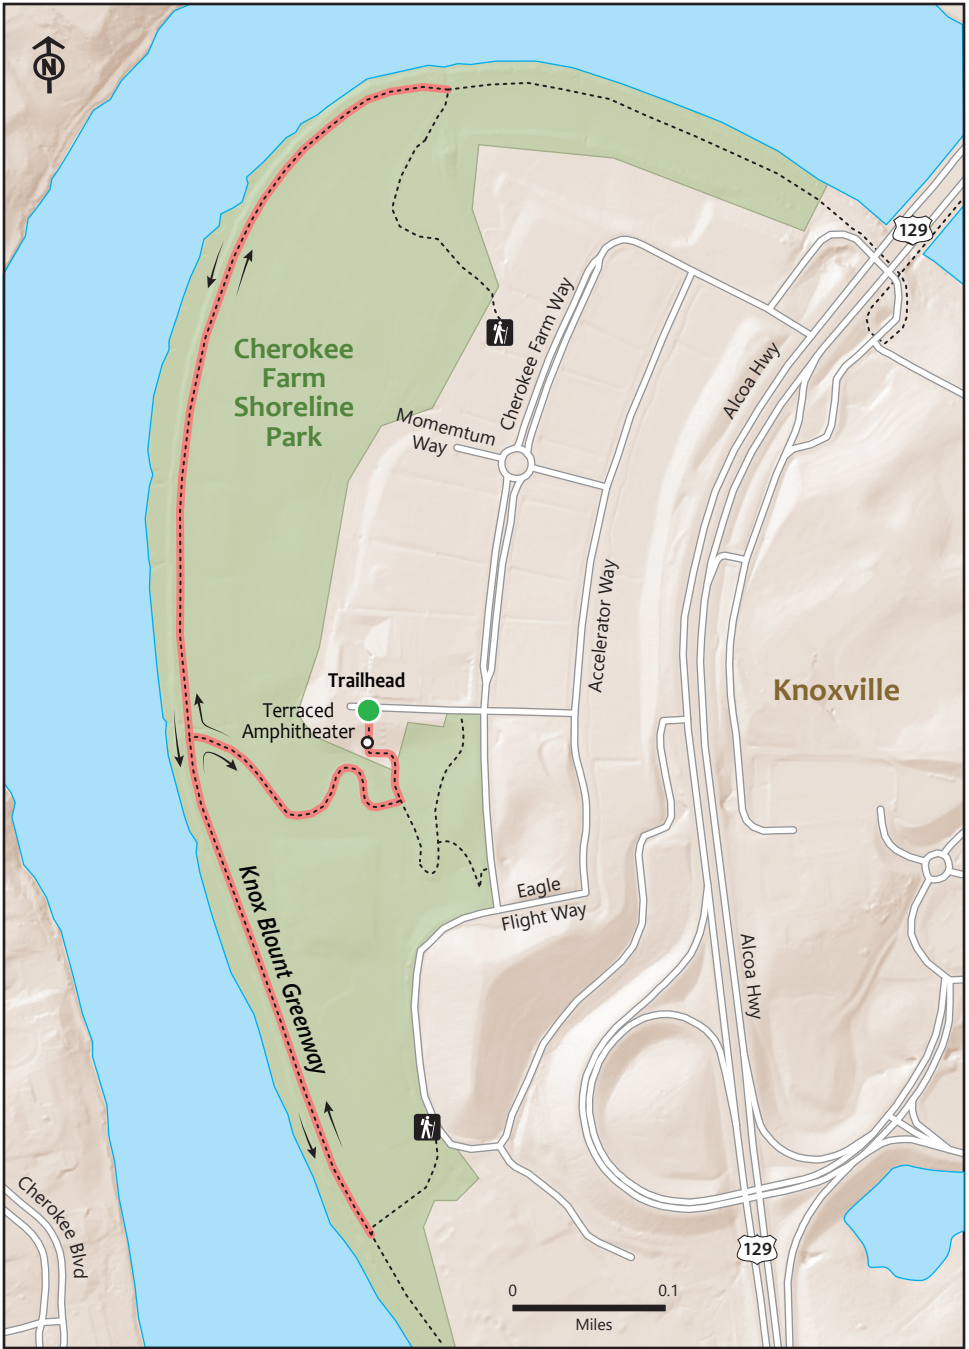 N
129
Cherokee Farm Way
Cherokee
Farm
Shoreline
Park
Alcoa Hwy
Momemtum
Way
Accelerator Way
Trailhead
Knoxville
Terraced
Amphitheater
Knox Blount Greenway
Eagle
Flight Way
Alcoa Hwy
Cherokee Blvd
129
0 0.1
Miles